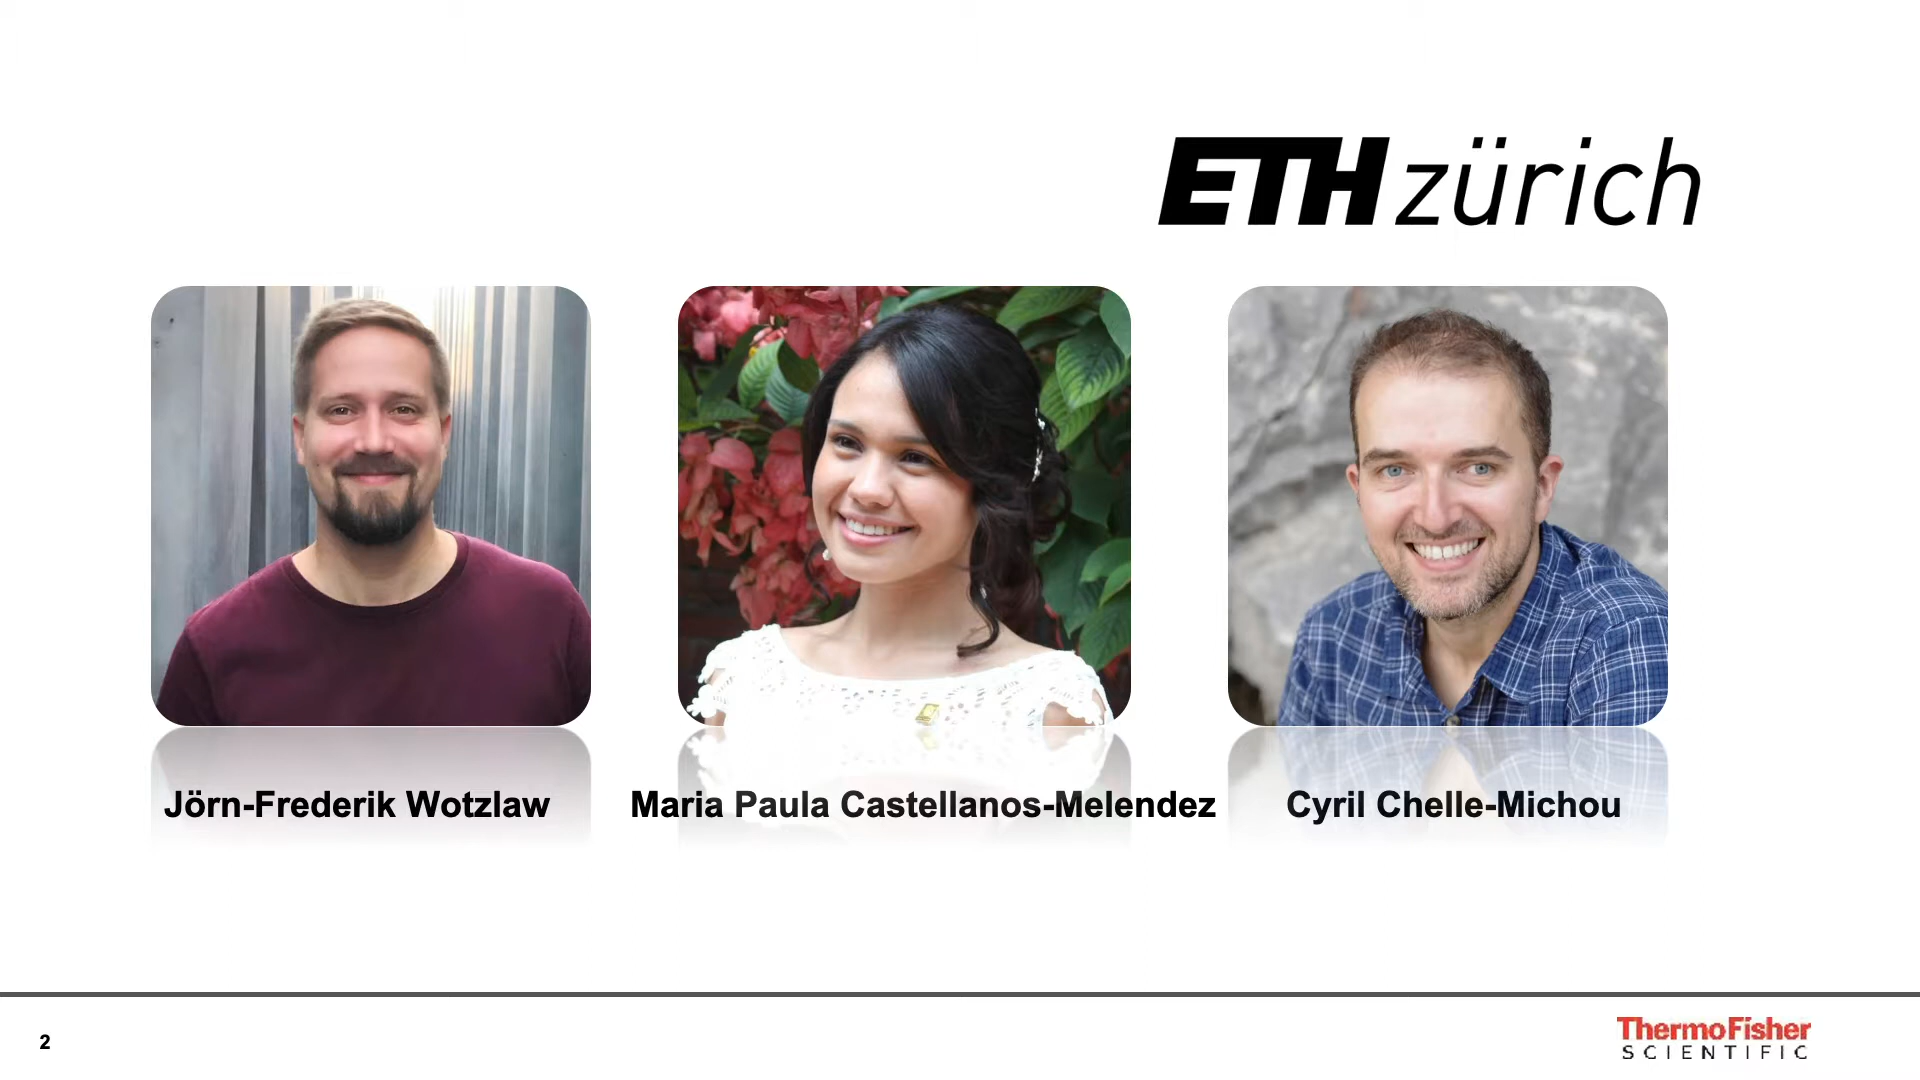 ETH zürich
Jörn-Frederik Wotzlaw
Maria Paula Castellanos-Melendez
Cyril Chelle-Michou
2
ThermoFisher
SCIENTIFIC